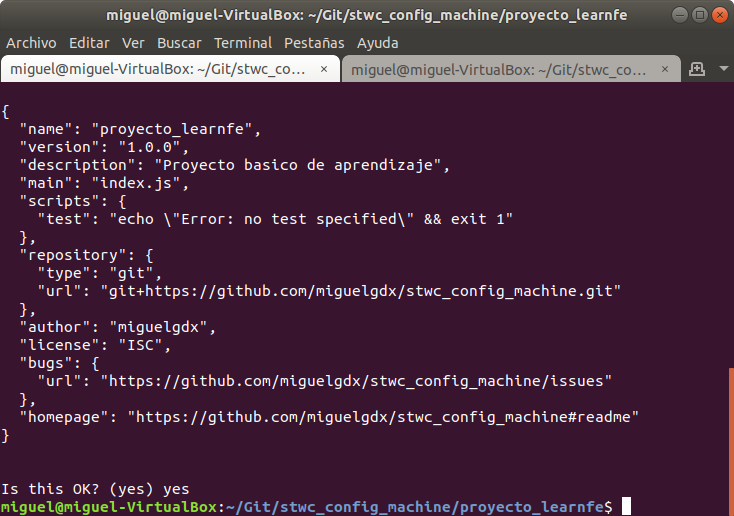 miguel@miguel-VirtualBox: ~/Git/stwc_config_machine/proyecto_learnfe
Archivo Editar Ver Buscar Terminal Pestañas Ayuda
miguel@miguel-VirtualBox: ~/Git/stwc_co… × miguel@miguel-VirtualBox: ~/Git/stwc_co… ×
{
  "name": "proyecto_learnfe",
  "version": "1.0.0",
  "description": "Proyecto basico de aprendizaje",
  "main": "index.js",
  "scripts": {
    "test": "echo \"Error: no test specified\" && exit 1"
  },
  "repository": {
    "type": "git",
    "url": "git+https://github.com/miguelgdx/stwc_config_machine.git"
  },
  "author": "miguelgdx",
  "license": "ISC",
  "bugs": {
    "url": "https://github.com/miguelgdx/stwc_config_machine/issues"
  },
  "homepage": "https://github.com/miguelgdx/stwc_config_machine#readme"
}
Is this OK? (yes) yes
miguel@miguel-VirtualBox:~/Git/stwc_config_machine/proyecto_learnfe$